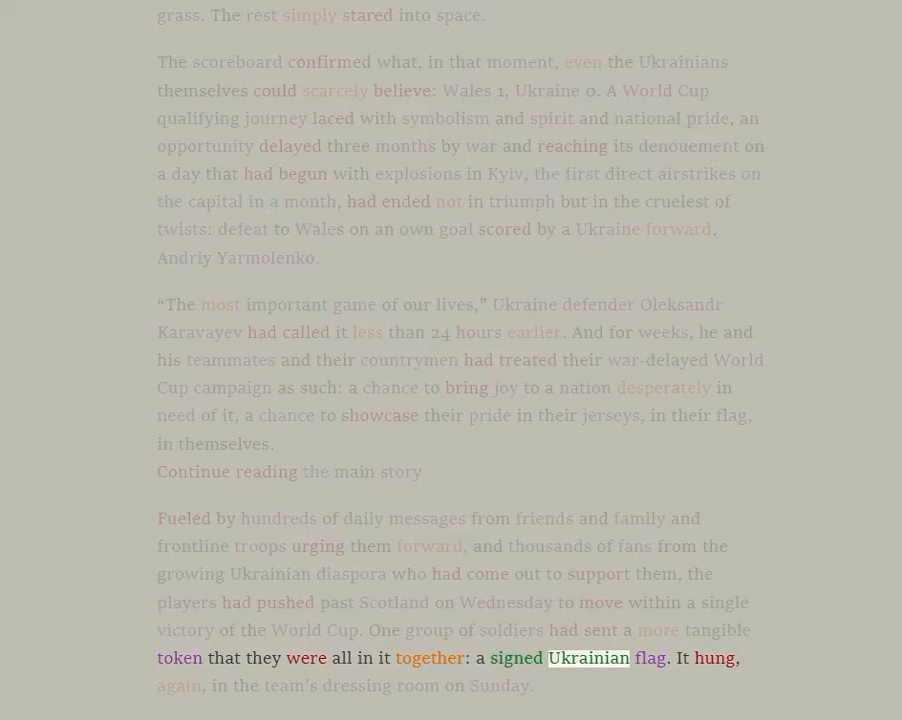 grass. The rest simply stared into space.
The scoreboard confirmed what, in that moment, even the Ukrainians
themselves could scarcely believe: Wales 1, Ukraine 0. A World Cup
qualifying journey laced with symbolism and spirit and national pride, an
opportunity delayed three months by war and reaching its denouement on
a day that had begun with explosions in Kyiv, the first direct airstrikes on
the capital in a month, had ended not in triumph but in the cruelest of
twists: defeat to Wales on an own goal scored by a Ukraine forward,
Andriy Yarmolenko.
“The most important game of our lives,” Ukraine defender Oleksandr
Karavayev had called it less than 24 hours earlier. And for weeks, he and
his teammates and their countrymen had treated their war-delayed World
Cup campaign as such: a chance to bring joy to a nation desperately in
need of it, a chance to showcase their pride in their jerseys, in their flag,
in themselves.
Continue reading the main story
Fueled by hundreds of daily messages from friends and family and
frontline troops urging them forward, and thousands of fans from the
growing Ukrainian diaspora who had come out to support them, the
players had pushed past Scotland on Wednesday to move within a single
victory of the World Cup. One group of soldiers had sent a more tangible
token that they were all in it together: a signed Ukrainian flag. It hung,
again, in the team’s dressing room on Sunday.